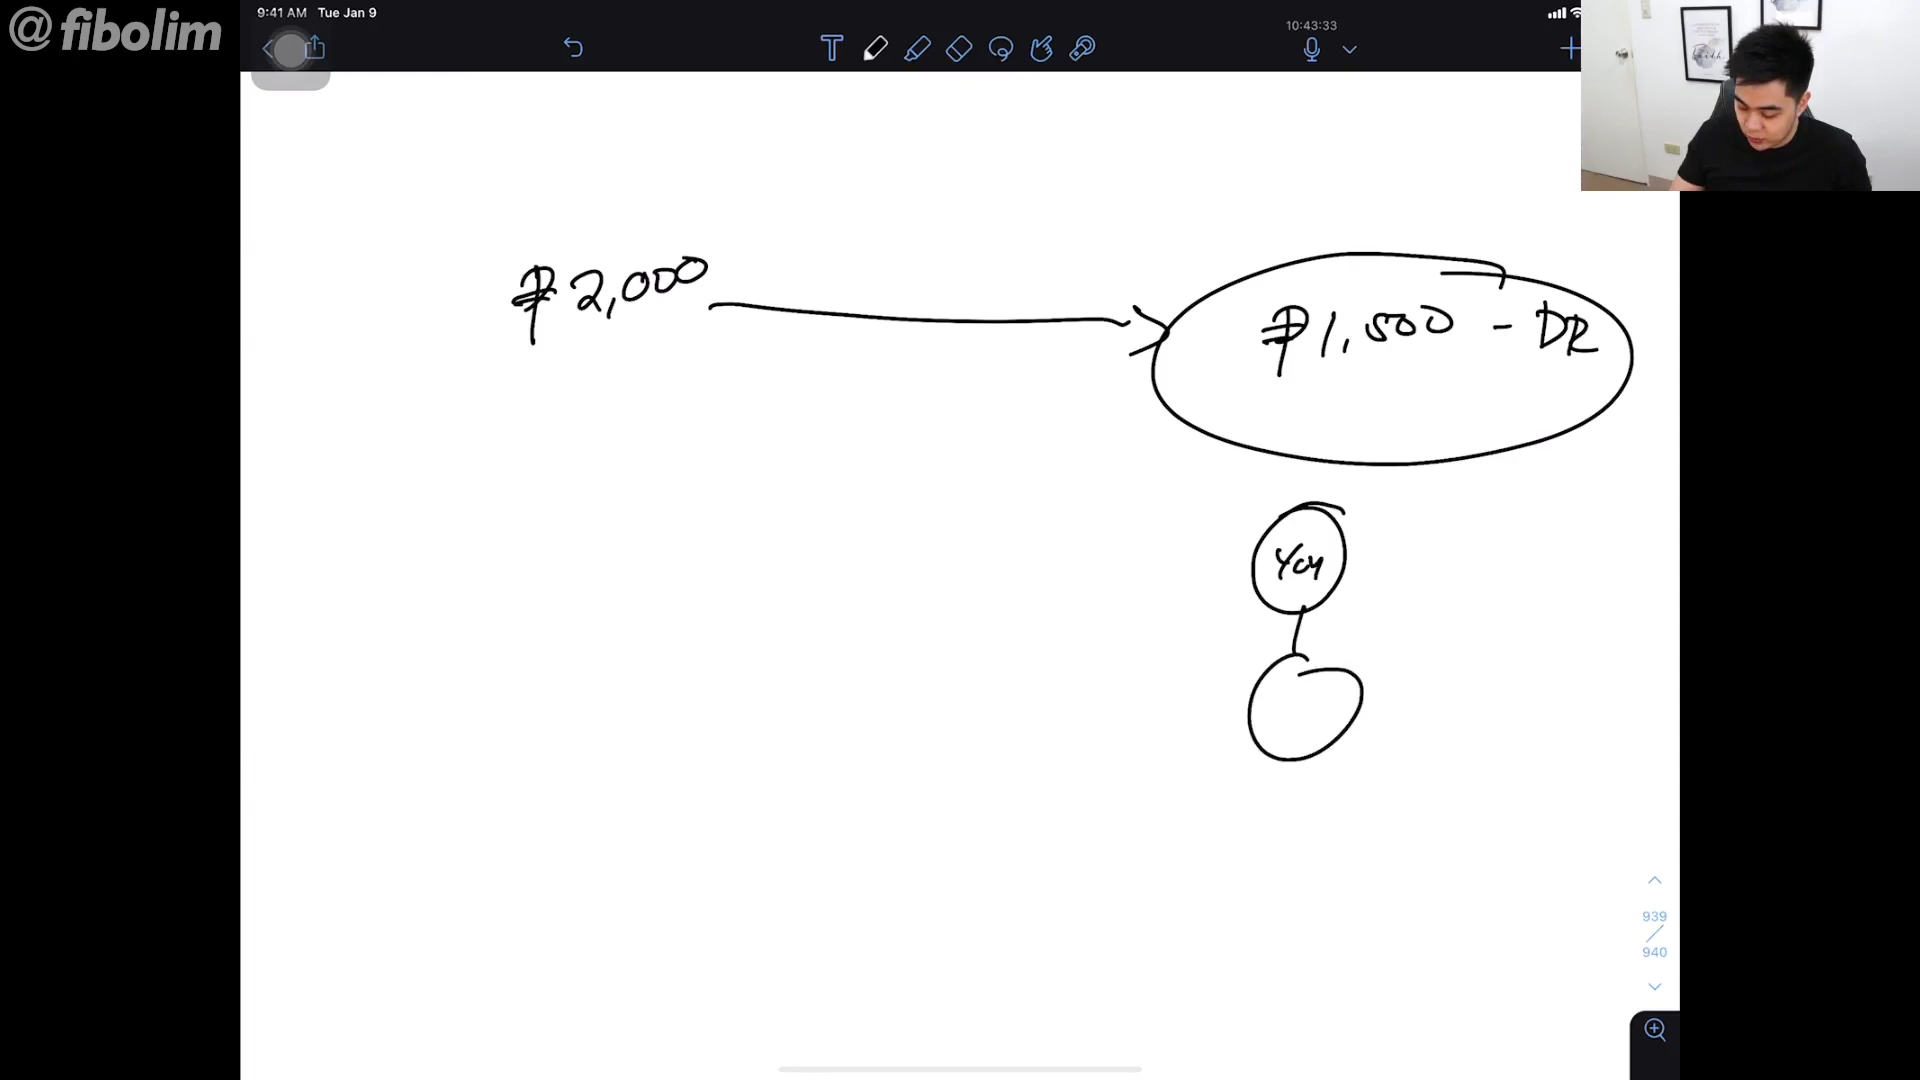 @fibolim
9:41 AM Tue Jan 9
10:43:33
₱2,000
₱1,500 - DR
You
939
940